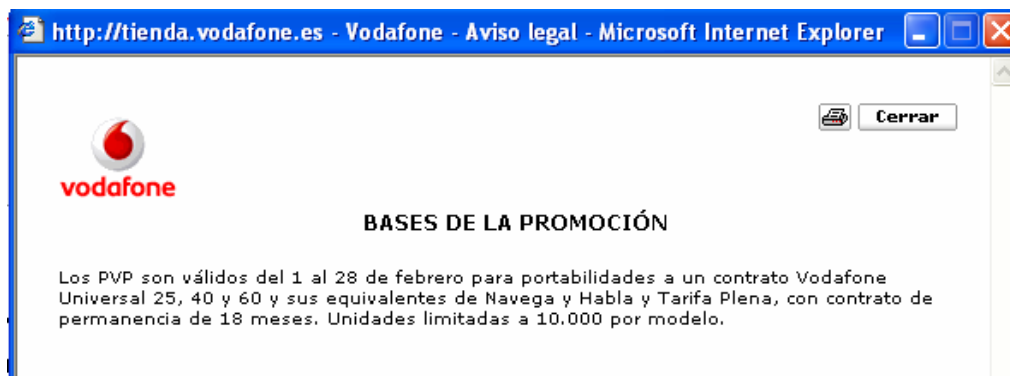 http://tienda.vodafone.es - Vodafone - Aviso legal - Microsoft Internet Explorer
Cerrar
vodafone
BASES DE LA PROMOCIÓN
Los PVP son válidos del 1 al 28 de febrero para portabilidades a un contrato Vodafone
Universal 25, 40 y 60 y sus equivalentes de Navega y Habla y Tarifa Plena, con contrato de
permanencia de 18 meses. Unidades limitadas a 10.000 por modelo.